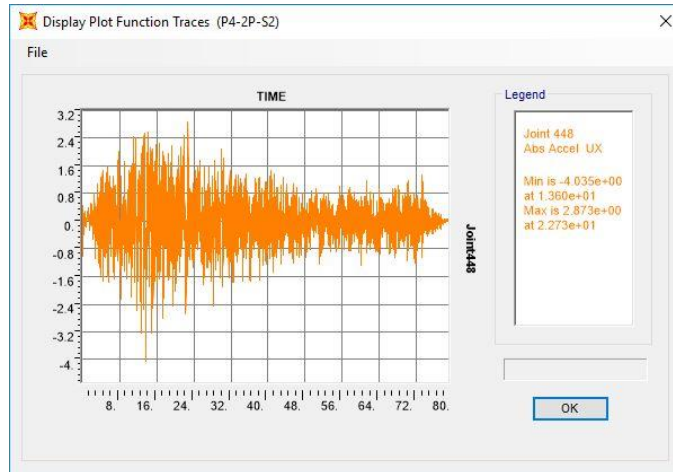 Display Plot Function Traces (P4-2P-S2)
File
TIME
Legend
3.2
2.4
1.6
0.8
0.
-0.8
-1.6
-2.4
-3.2
-4.
Joint448
Joint 448
Abs Accel UX
Min is -4.035e+00
at 1.360e+01
Max is 2.873e+00
at 2.273e+01
8. 16. 24. 32. 40. 48. 56. 64. 72. 80.
OK